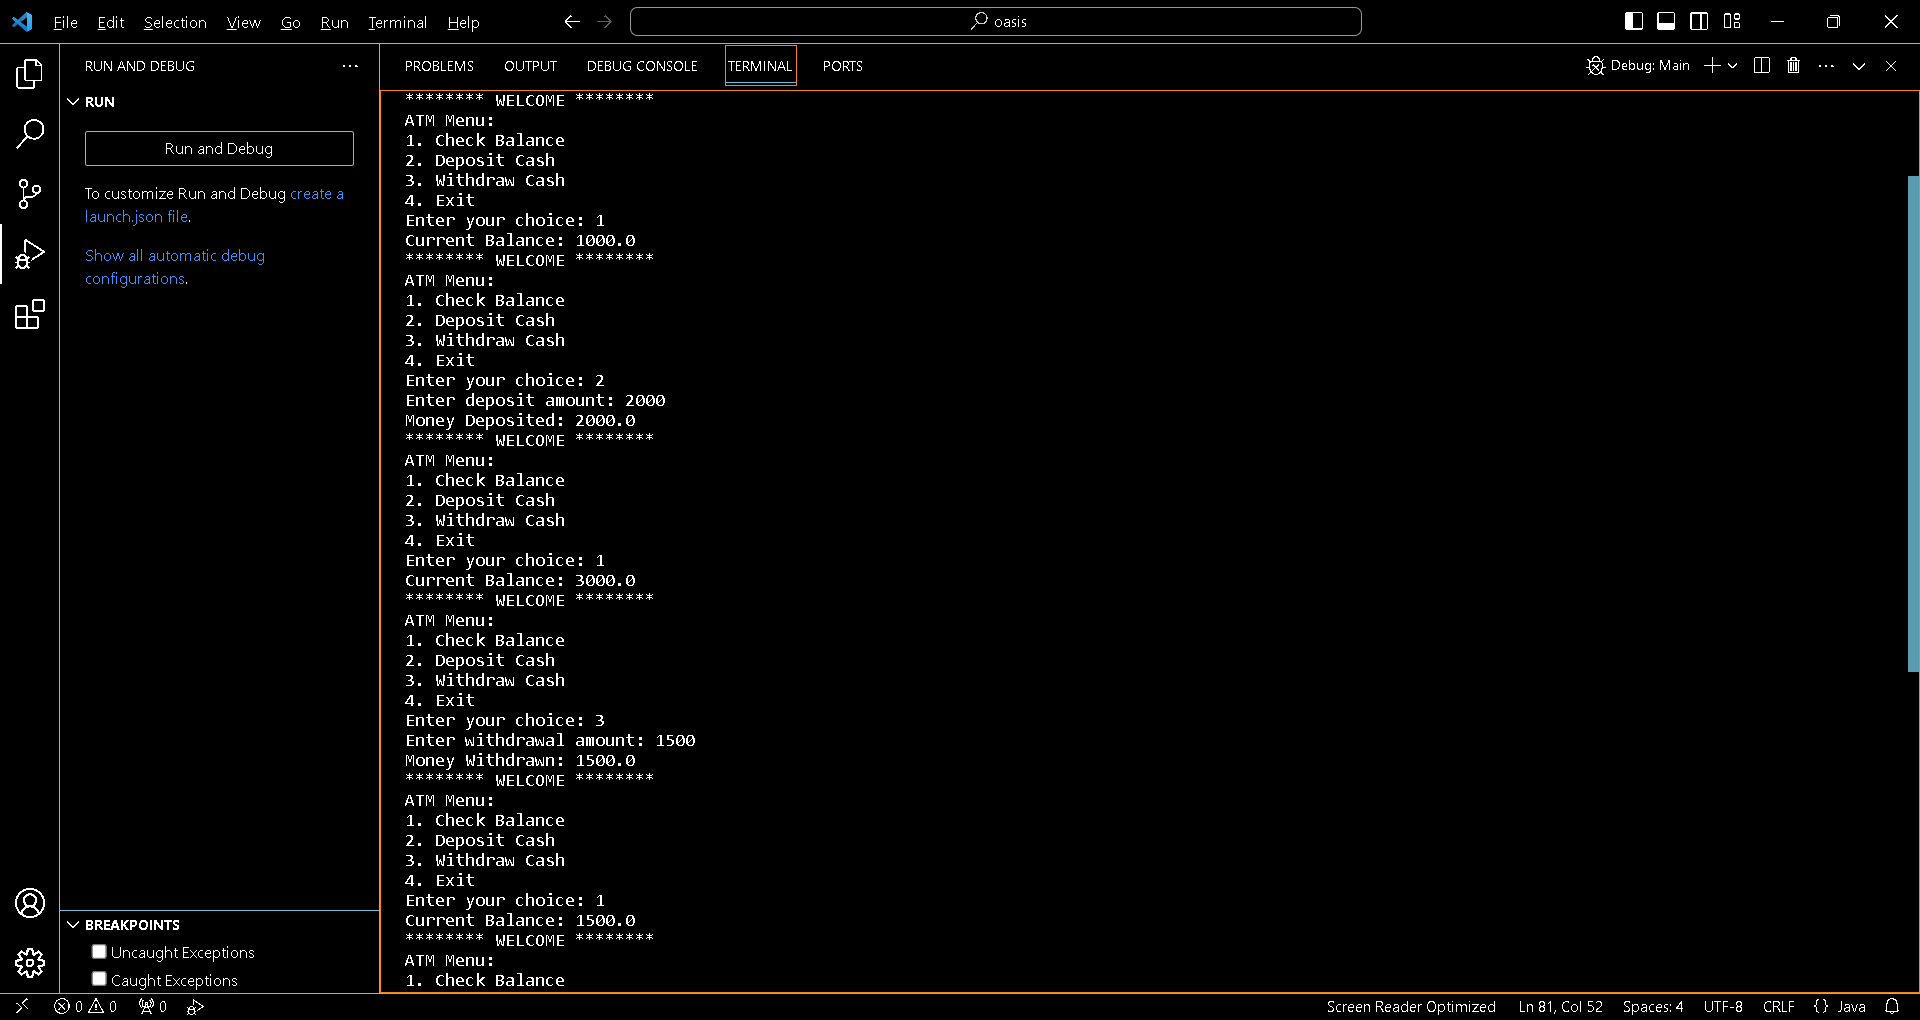 File Edit Selection View Go Run Terminal Help oasis
RUN AND DEBUG
RUN
Run and Debug
To customize Run and Debug create a
launch.json file.
Show all automatic debug
configurations.
BREAKPOINTS
Uncaught Exceptions
Caught Exceptions
PROBLEMS OUTPUT DEBUG CONSOLE TERMINAL PORTS Debug: Main
******** WELCOME ********
ATM Menu:
1. Check Balance
2. Deposit Cash
3. Withdraw Cash
4. Exit
Enter your choice: 1
Current Balance: 1000.0
******** WELCOME ********
ATM Menu:
1. Check Balance
2. Deposit Cash
3. Withdraw Cash
4. Exit
Enter your choice: 2
Enter deposit amount: 2000
Money Deposited: 2000.0
******** WELCOME ********
ATM Menu:
1. Check Balance
2. Deposit Cash
3. Withdraw Cash
4. Exit
Enter your choice: 1
Current Balance: 3000.0
******** WELCOME ********
ATM Menu:
1. Check Balance
2. Deposit Cash
3. Withdraw Cash
4. Exit
Enter your choice: 3
Enter withdrawal amount: 1500
Money Withdrawn: 1500.0
******** WELCOME ********
ATM Menu:
1. Check Balance
2. Deposit Cash
3. Withdraw Cash
4. Exit
Enter your choice: 1
Current Balance: 1500.0
******** WELCOME ********
ATM Menu:
1. Check Balance
0 0 0 Screen Reader Optimized Ln 81, Col 52 Spaces: 4 UTF-8 CRLF {} Java